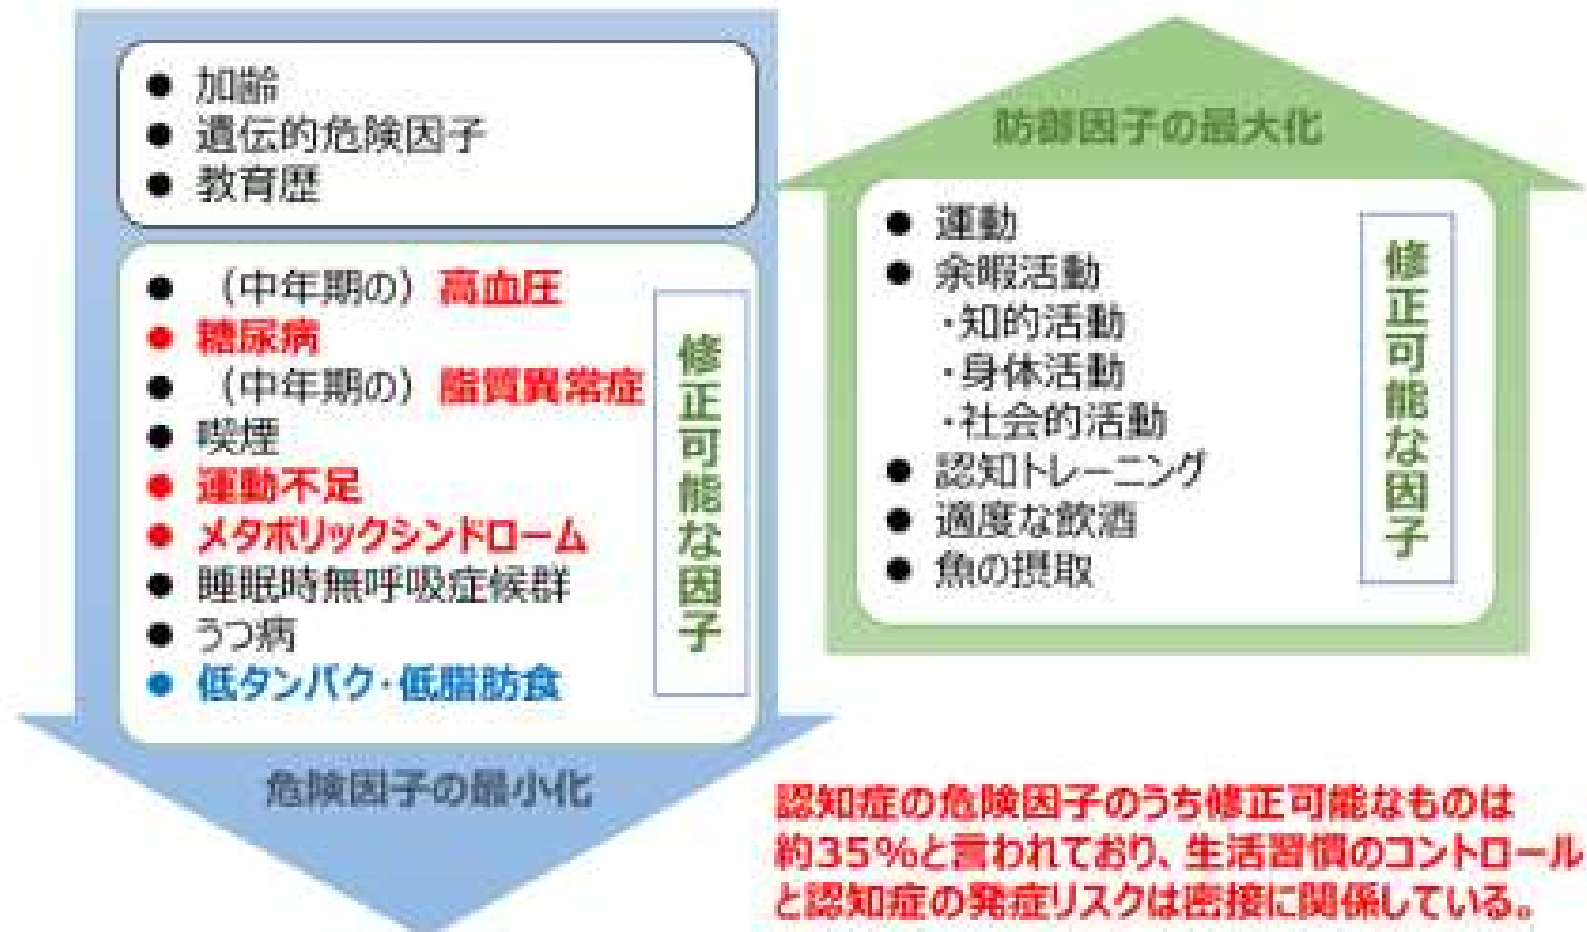 ● 加齢
● 遺伝的危険因子
● 教育歴
● （中年期の）高血圧
● 糖尿病
● （中年期の）脂質異常症
● 喫煙
● 運動不足
● メタボリックシンドローム
● 睡眠時無呼吸症候群
● うつ病
● 低タンパク・低脂肪食
修正可能な因子
危険因子の最小化
防御因子の最大化
● 運動
● 余暇活動
・知的活動
・身体活動
・社会的活動
● 認知トレーニング
● 適度な飲酒
● 魚の摂取
修正可能な因子
認知症の危険因子のうち修正可能なものは
約35%と言われており、生活習慣のコントロール
と認知症の発症リスクは密接に関係している。